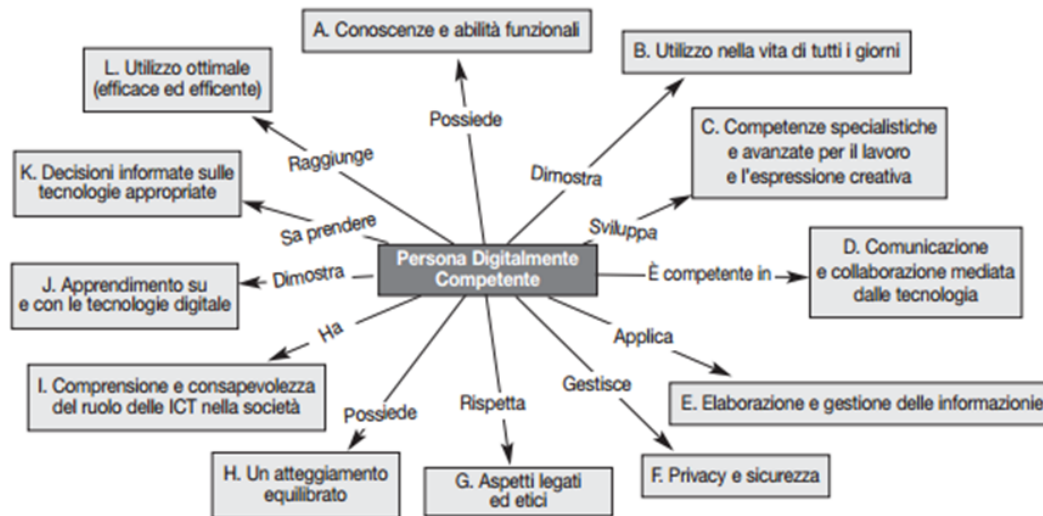 A. Conoscenze e abilità funzionali
B. Utilizzo nella vita di tutti i giorni
L. Utilizzo ottimale
(efficace ed efficente)
Possiede
C. Competenze specialistiche
e avanzate per il lavoro
e l'espressione creativa
Raggiunge
Dimostra
K. Decisioni informate sulle
tecnologie appropriate
Sa prendere
Sviluppa
Persona Digitalmente
Competente
D. Comunicazione
e collaborazione mediata
dalle tecnologia
È competente in
Dimostra
J. Apprendimento su
e con le tecnologie digitale
Ha
Applica
I. Comprensione e consapevolezza
del ruolo delle ICT nella società
Gestisce
E. Elaborazione e gestione delle informazionie
Possiede
Rispetta
H. Un atteggiamento
equilibrato
G. Aspetti legati
ed etici
F. Privacy e sicurezza